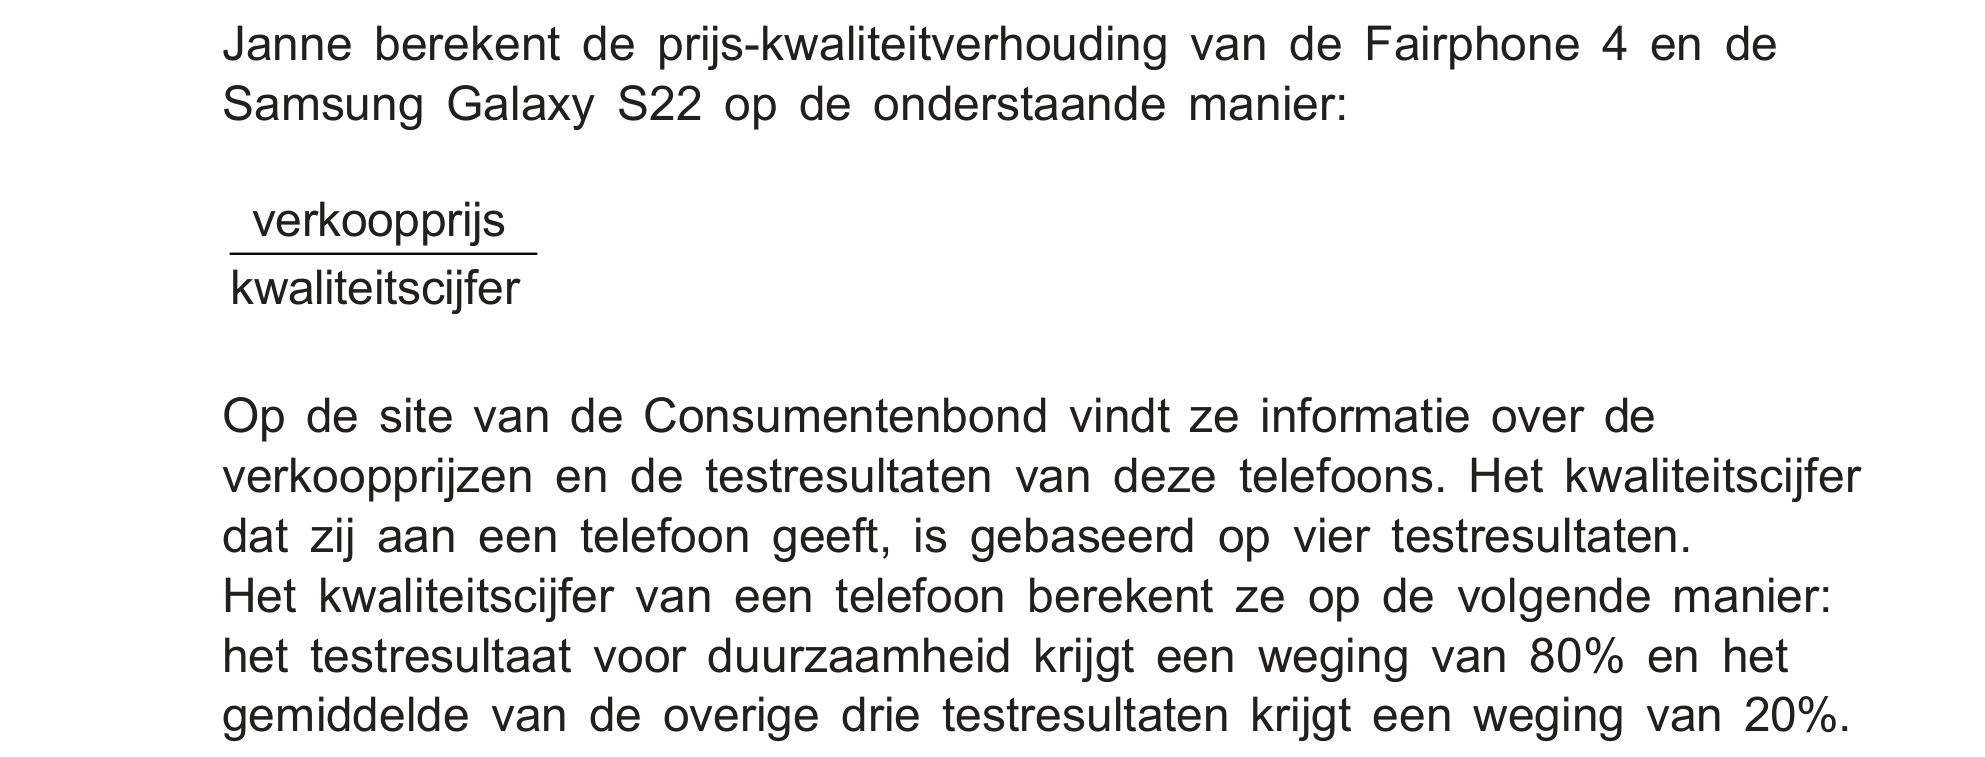 Janne berekent de prijs-kwaliteitverhouding van de Fairphone 4 en de
Samsung Galaxy S22 op de onderstaande manier:
verkoopprijs
kwaliteitscijfer
Op de site van de Consumentenbond vindt ze informatie over de
verkoopprijzen en de testresultaten van deze telefoons. Het kwaliteitscijfer
dat zij aan een telefoon geeft, is gebaseerd op vier testresultaten.
Het kwaliteitscijfer van een telefoon berekent ze op de volgende manier:
het testresultaat voor duurzaamheid krijgt een weging van 80% en het
gemiddelde van de overige drie testresultaten krijgt een weging van 20%.